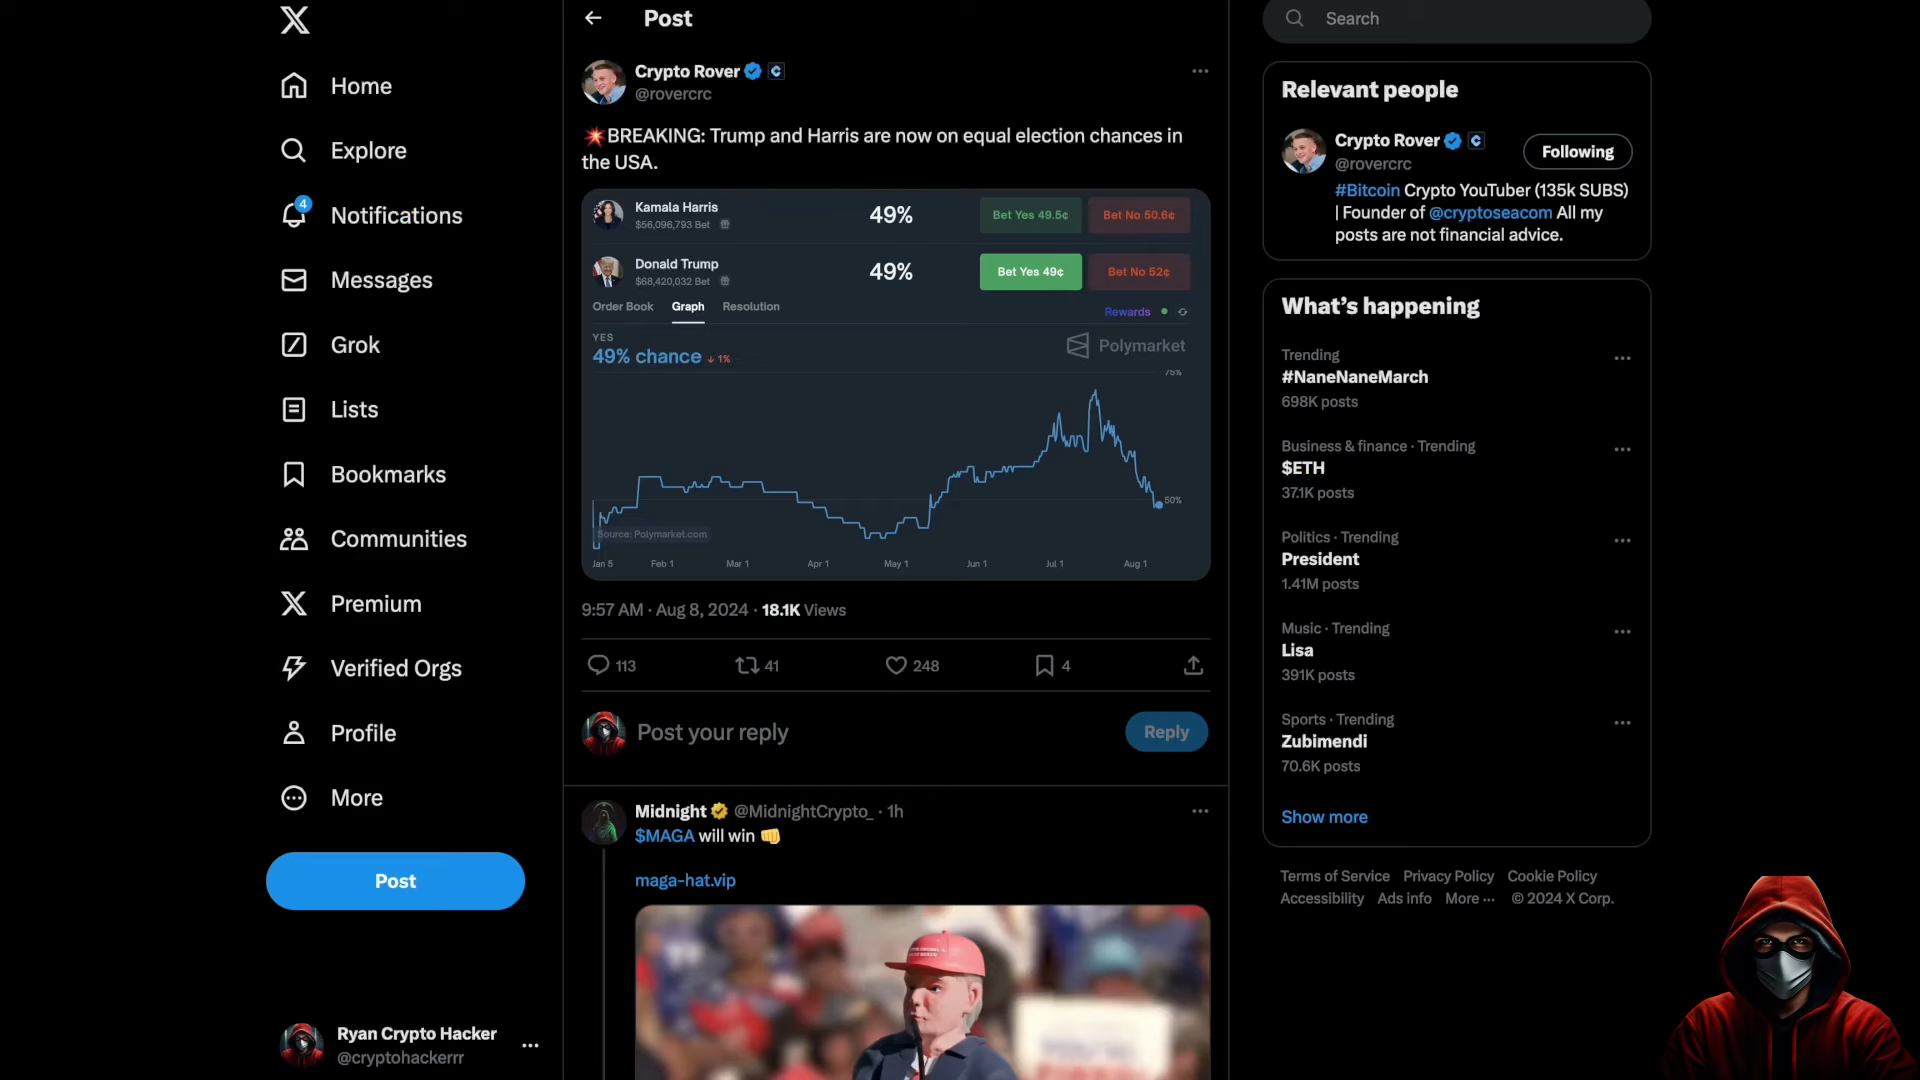 Home
Explore
4
Notifications
Messages
Grok
Lists
Bookmarks
Communities
Premium
Verified Orgs
Profile
More
Post
Ryan Crypto Hacker
@cryptohackerrr
Post
Crypto Rover
@rovercrc
💥BREAKING: Trump and Harris are now on equal election chances in
the USA.
Kamala Harris
$56,096,793 Bet
49%
Bet Yes 49.5¢
Bet No 50.6¢
Donald Trump
$68,420,032 Bet
49%
Bet Yes 49¢
Bet No 52¢
Order Book Graph Resolution
Rewards
YES
49% chance ↓ 1%
Polymarket
75%
50%
Source: Polymarket.com
Jan 5 Feb 1 Mar 1 Apr 1 May 1 Jun 1 Jul 1 Aug 1
9:57 AM · Aug 8, 2024 · 18.1K Views
113 41 248 4
Post your reply
Reply
Midnight @MidnightCrypto_ · 1h
$MAGA will win 👊
maga-hat.vip
Search
Relevant people
Crypto Rover
@rovercrc
Following
#Bitcoin Crypto YouTuber (135k SUBS)
| Founder of @cryptoseacom All my
posts are not financial advice.
What's happening
Trending
#NaneNaneMarch
698K posts
Business & finance · Trending
$ETH
37.1K posts
Politics · Trending
President
1.41M posts
Music · Trending
Lisa
391K posts
Sports · Trending
Zubimendi
70.6K posts
Show more
Terms of Service Privacy Policy Cookie Policy
Accessibility Ads info More ··· © 2024 X Corp.